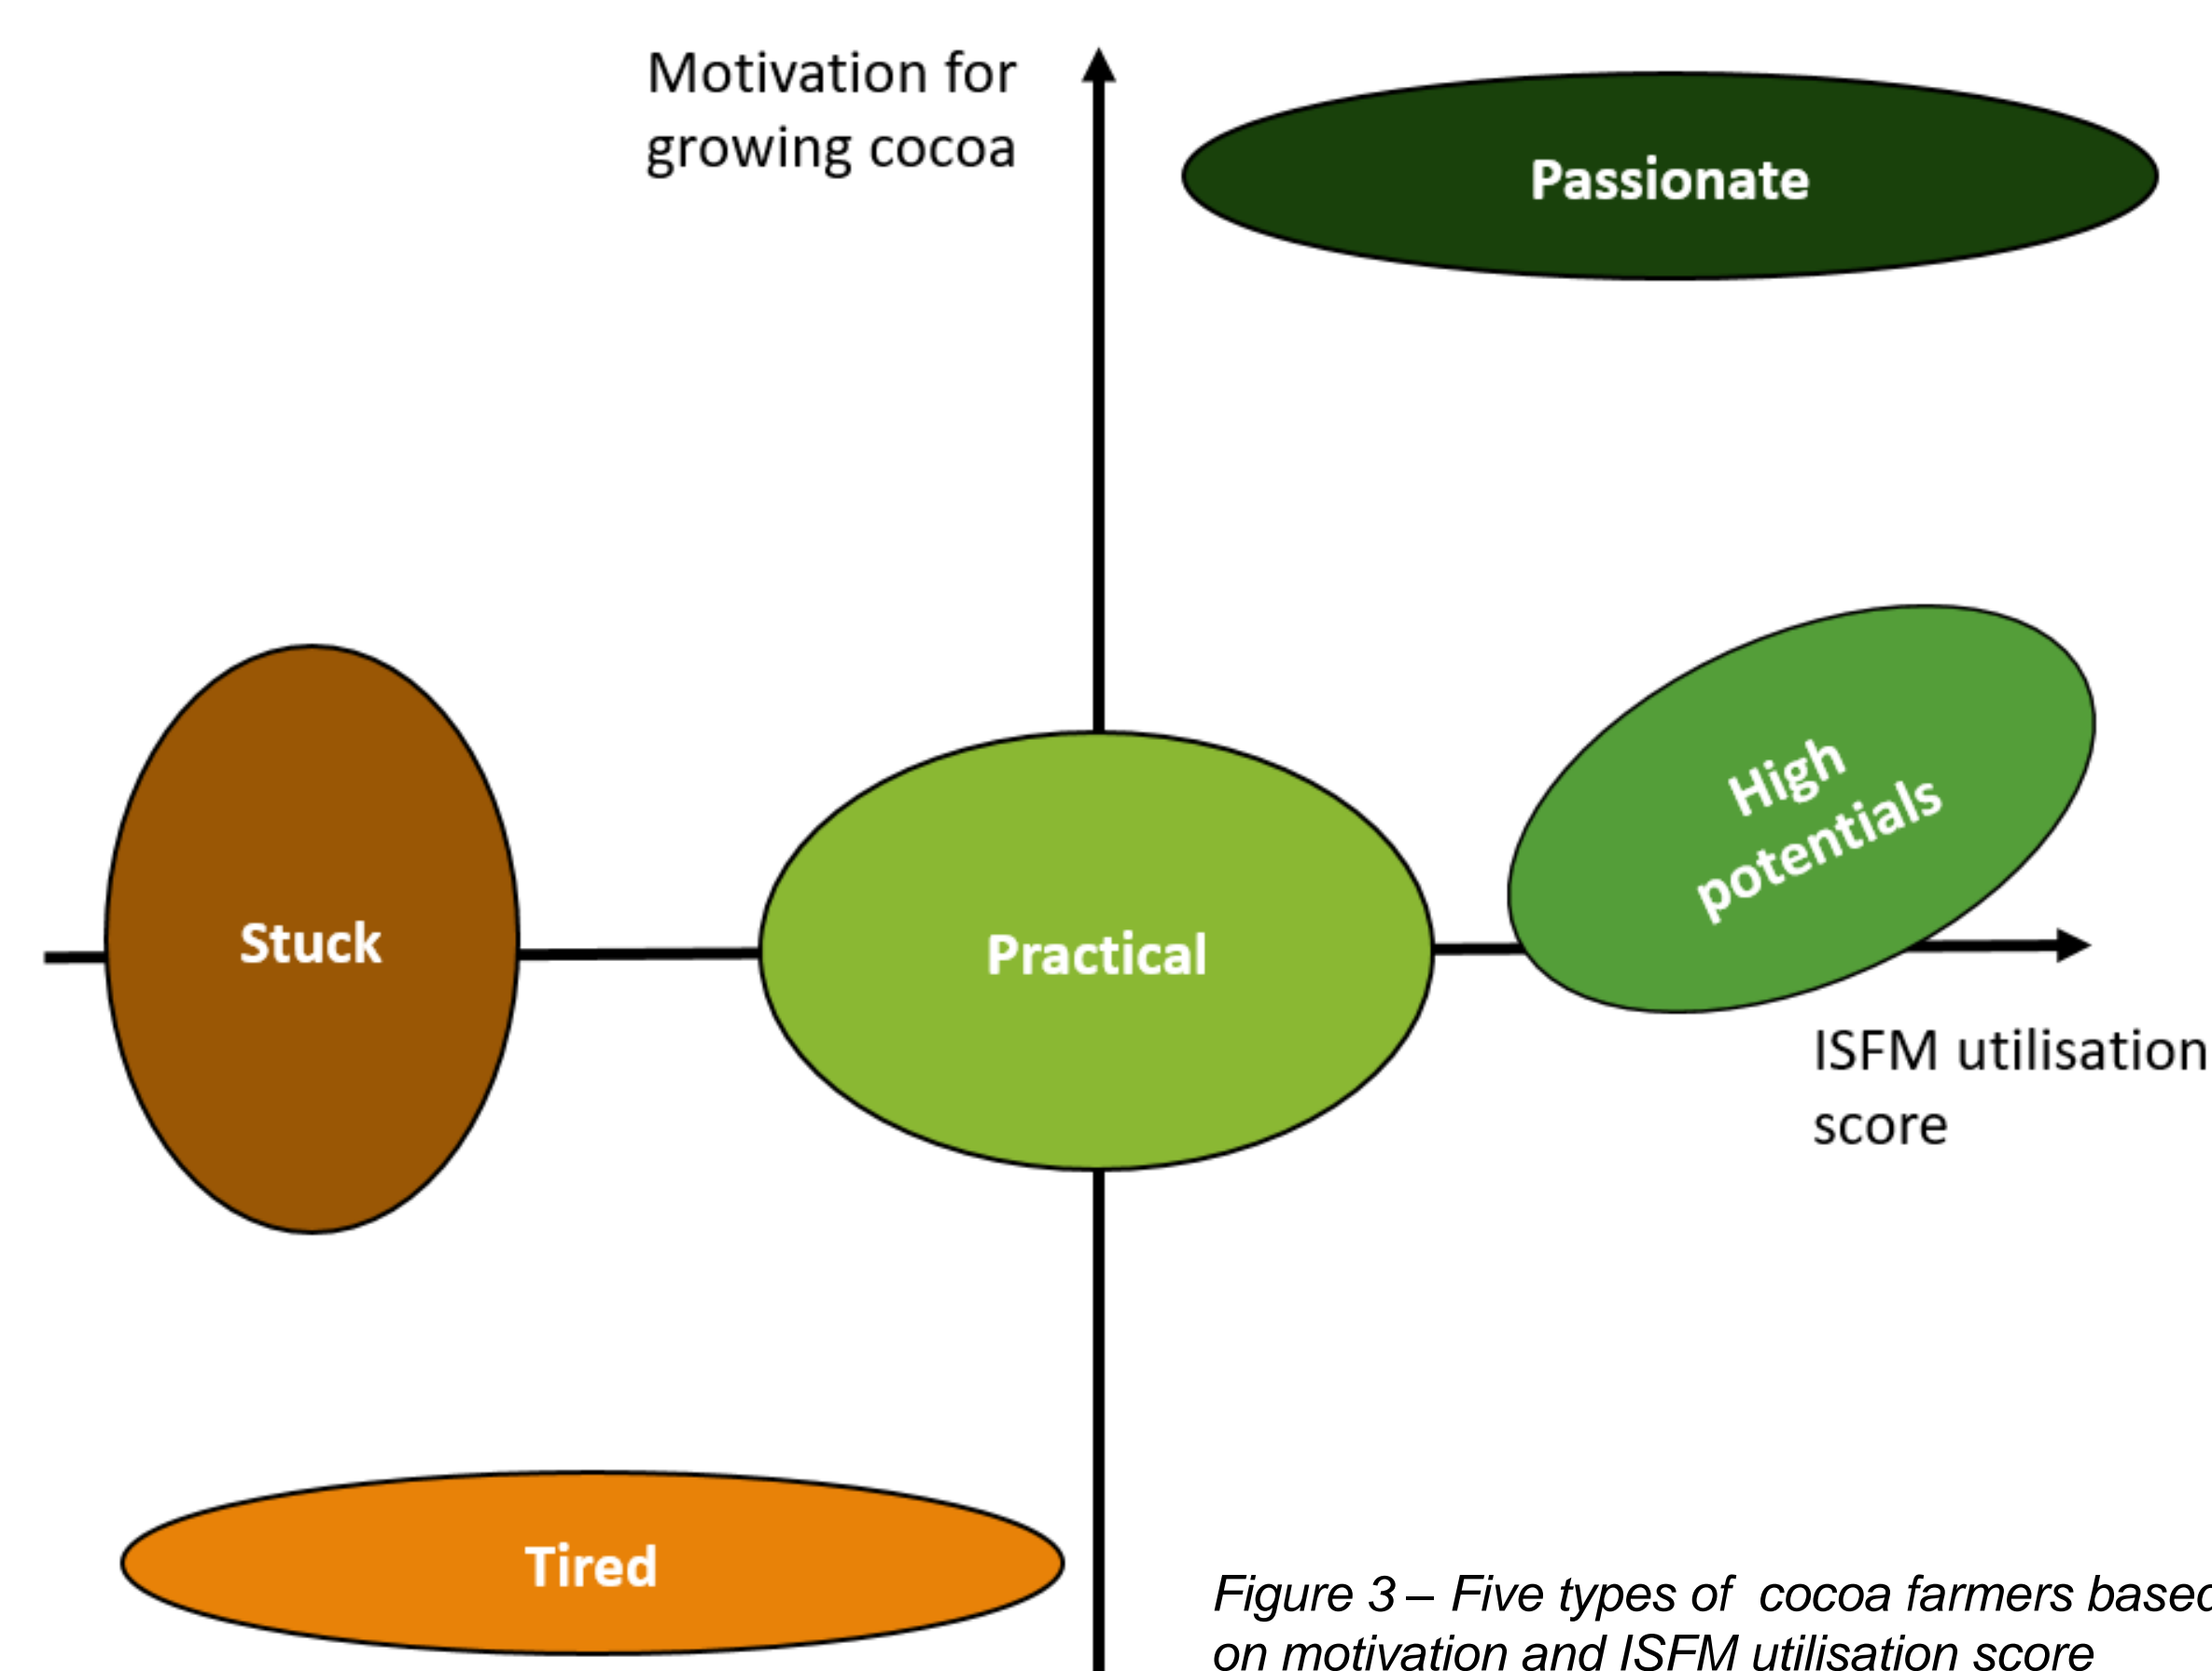 Motivation for
growing cocoa
Passionate
High
potentials
Stuck
Practical
ISFM utilisation
score
Tired
Figure 3 – Five types of  cocoa farmers based
on motivation and ISFM utilisation score